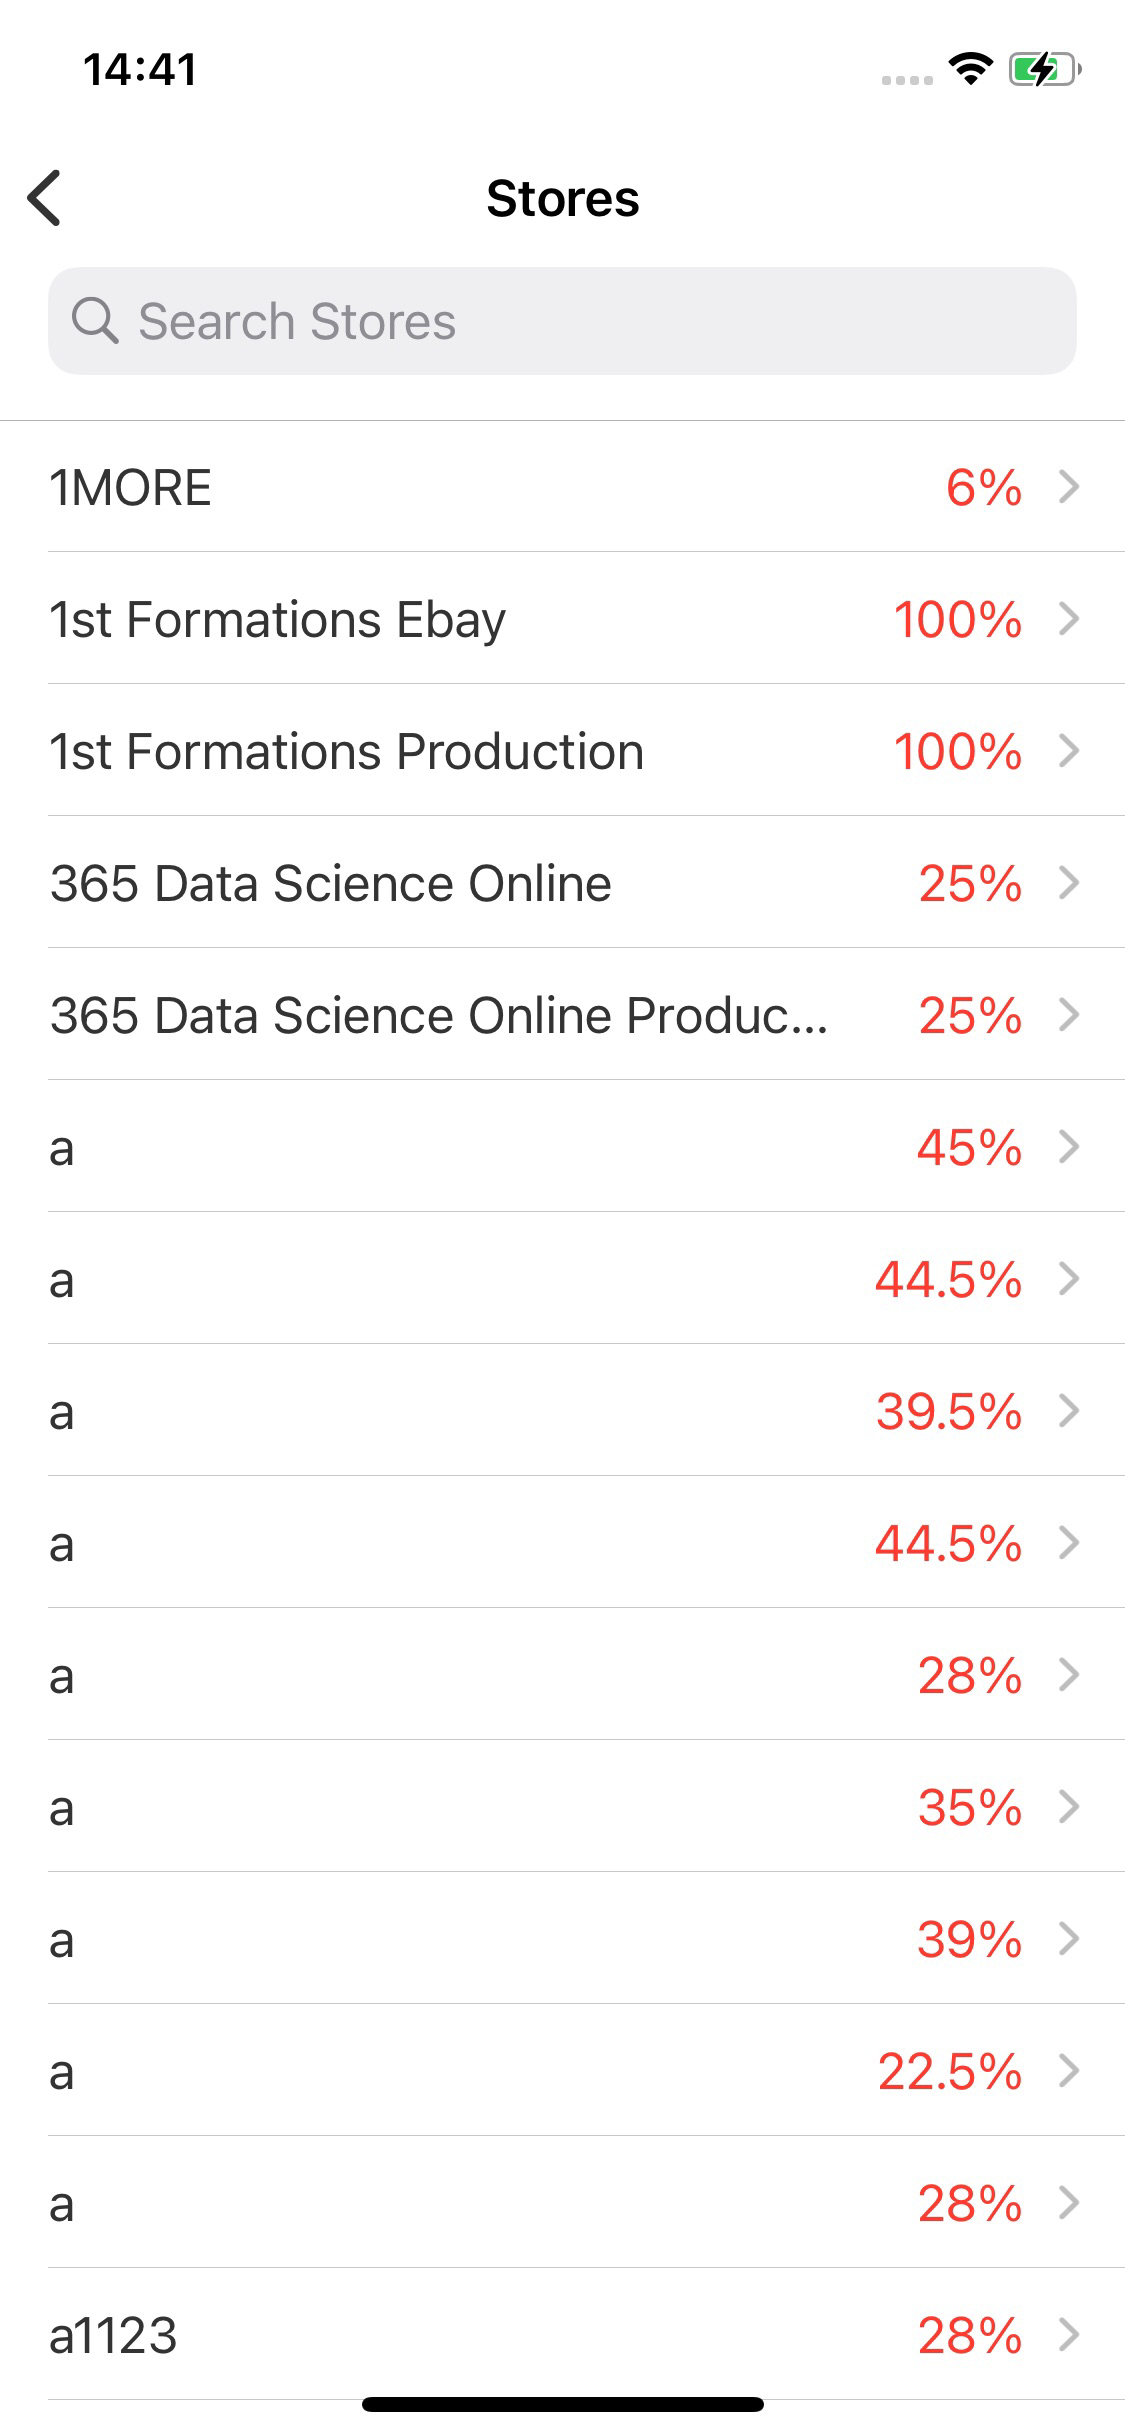 14:41
Stores
Search Stores
1MORE 6%
1st Formations Ebay 100%
1st Formations Production 100%
365 Data Science Online 25%
365 Data Science Online Produc... 25%
a 45%
a 44.5%
a 39.5%
a 44.5%
a 28%
a 35%
a 39%
a 22.5%
a 28%
a1123 28%